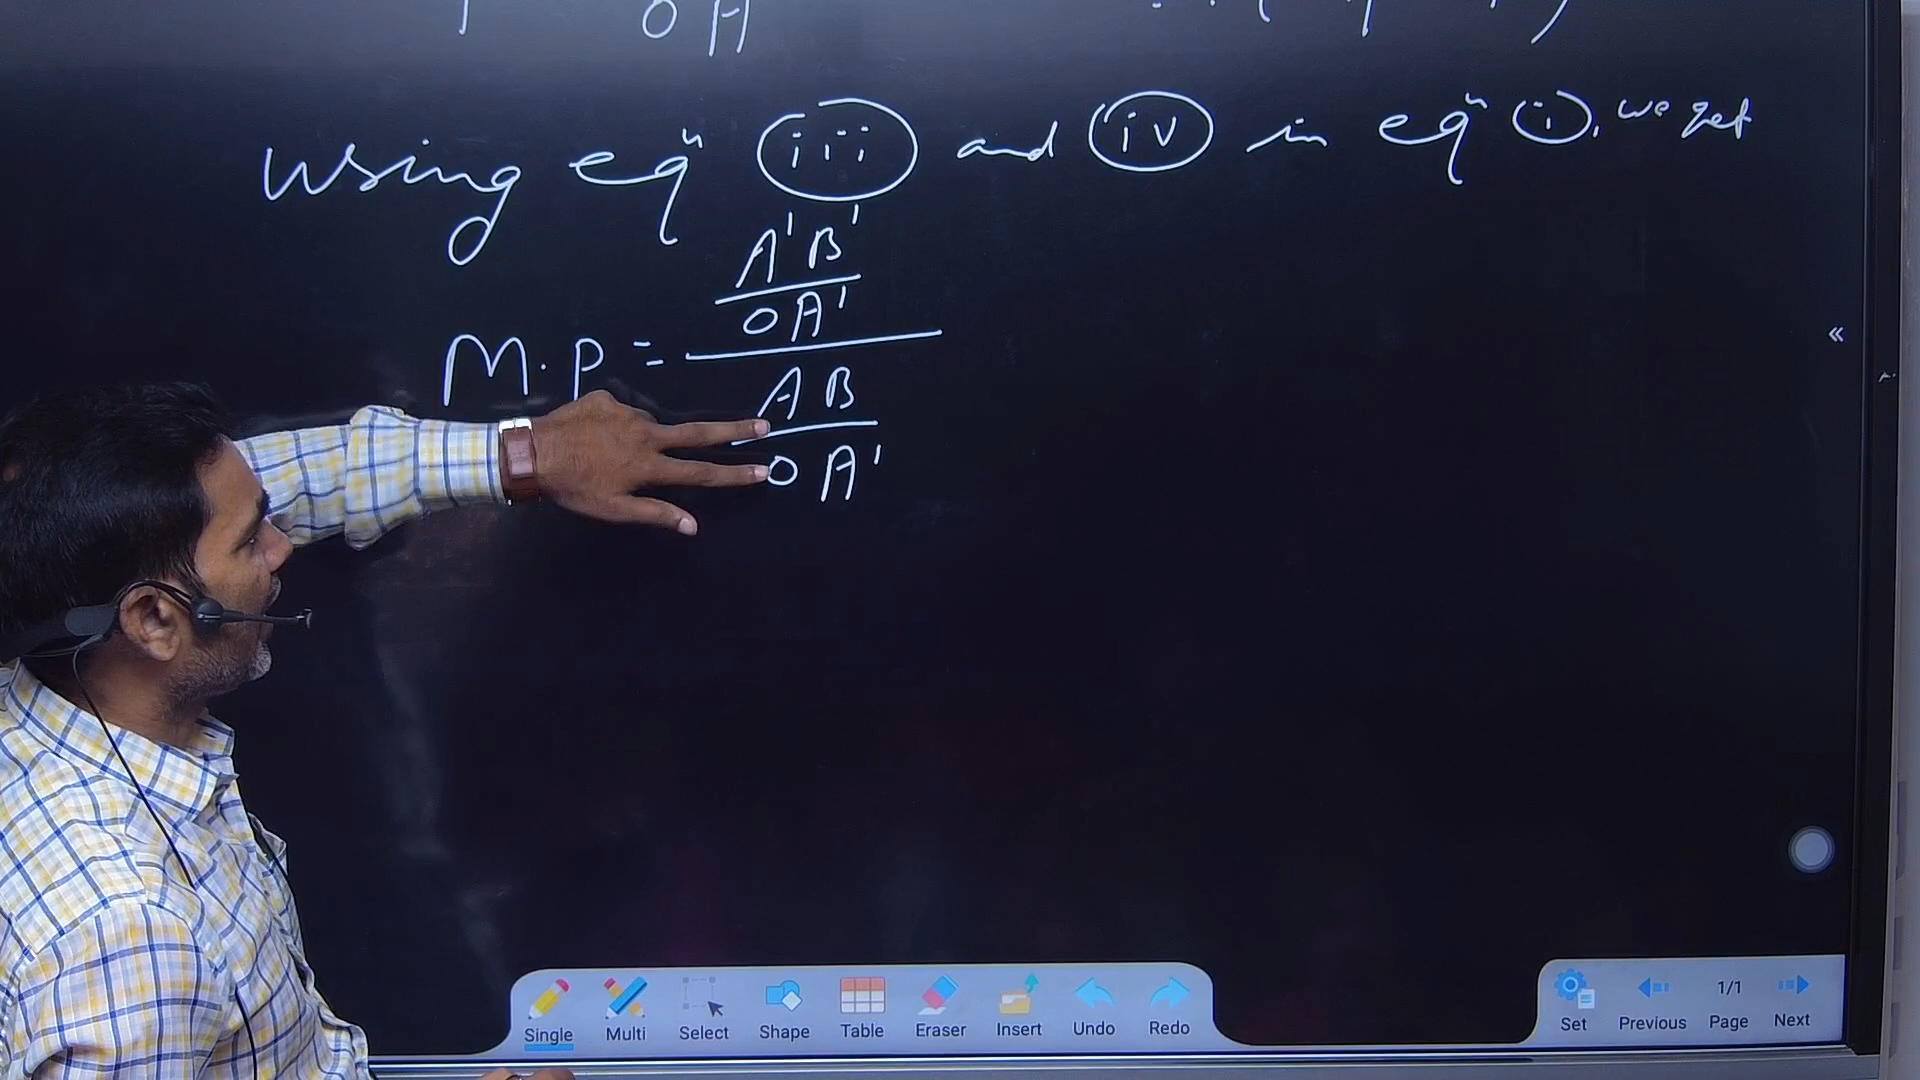 O A
Using eqⁿ (iii) and (iv) in eqⁿ (i), we get
A'B'
OA'
M.P =
AB
OA'
«
Single Multi Select Shape Table Eraser Insert Undo Redo
Set Previous 1/1 Page Next